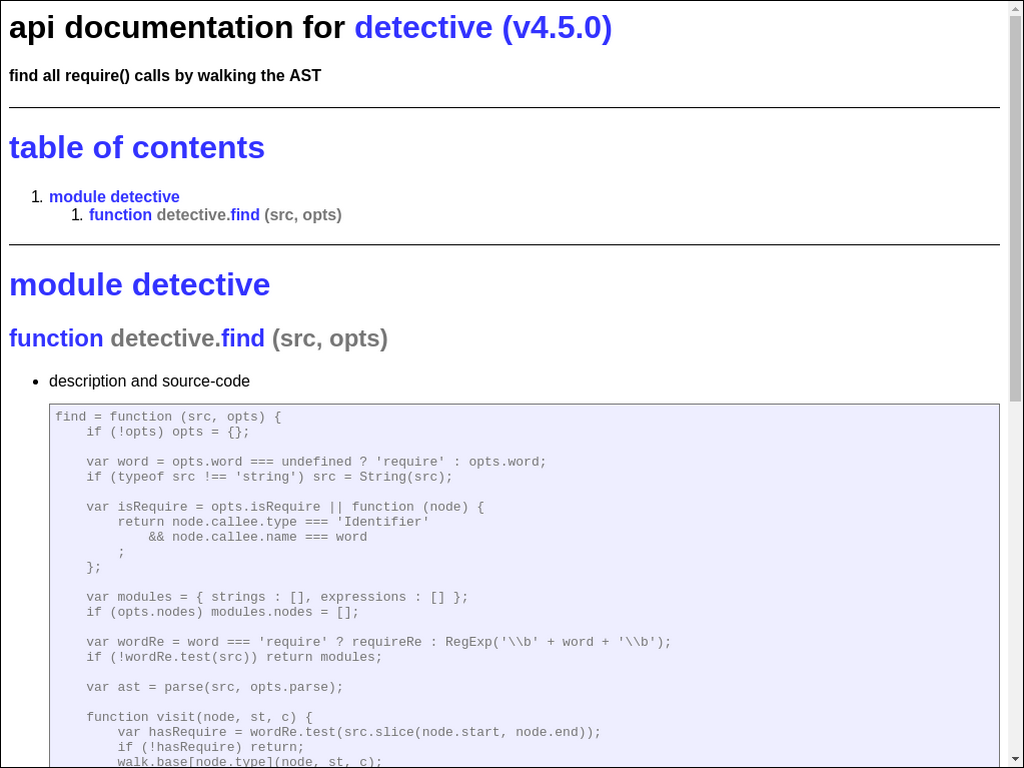 api documentation for detective (v4.5.0)
find all require() calls by walking the AST
table of contents
1. module detective
1. function detective.find (src, opts)
module detective
function detective.find (src, opts)
• description and source-code
find = function (src, opts) {
    if (!opts) opts = {};
    var word = opts.word === undefined ? 'require' : opts.word;
    if (typeof src !== 'string') src = String(src);
    var isRequire = opts.isRequire || function (node) {
        return node.callee.type === 'Identifier'
            && node.callee.name === word
        ;
    };
    var modules = { strings : [], expressions : [] };
    if (opts.nodes) modules.nodes = [];
    var wordRe = word === 'require' ? requireRe : RegExp('\\b' + word + '\\b');
    if (!wordRe.test(src)) return modules;
    var ast = parse(src, opts.parse);
    function visit(node, st, c) {
        var hasRequire = wordRe.test(src.slice(node.start, node.end));
        if (!hasRequire) return;
        walk.base[node.type](node, st, c);